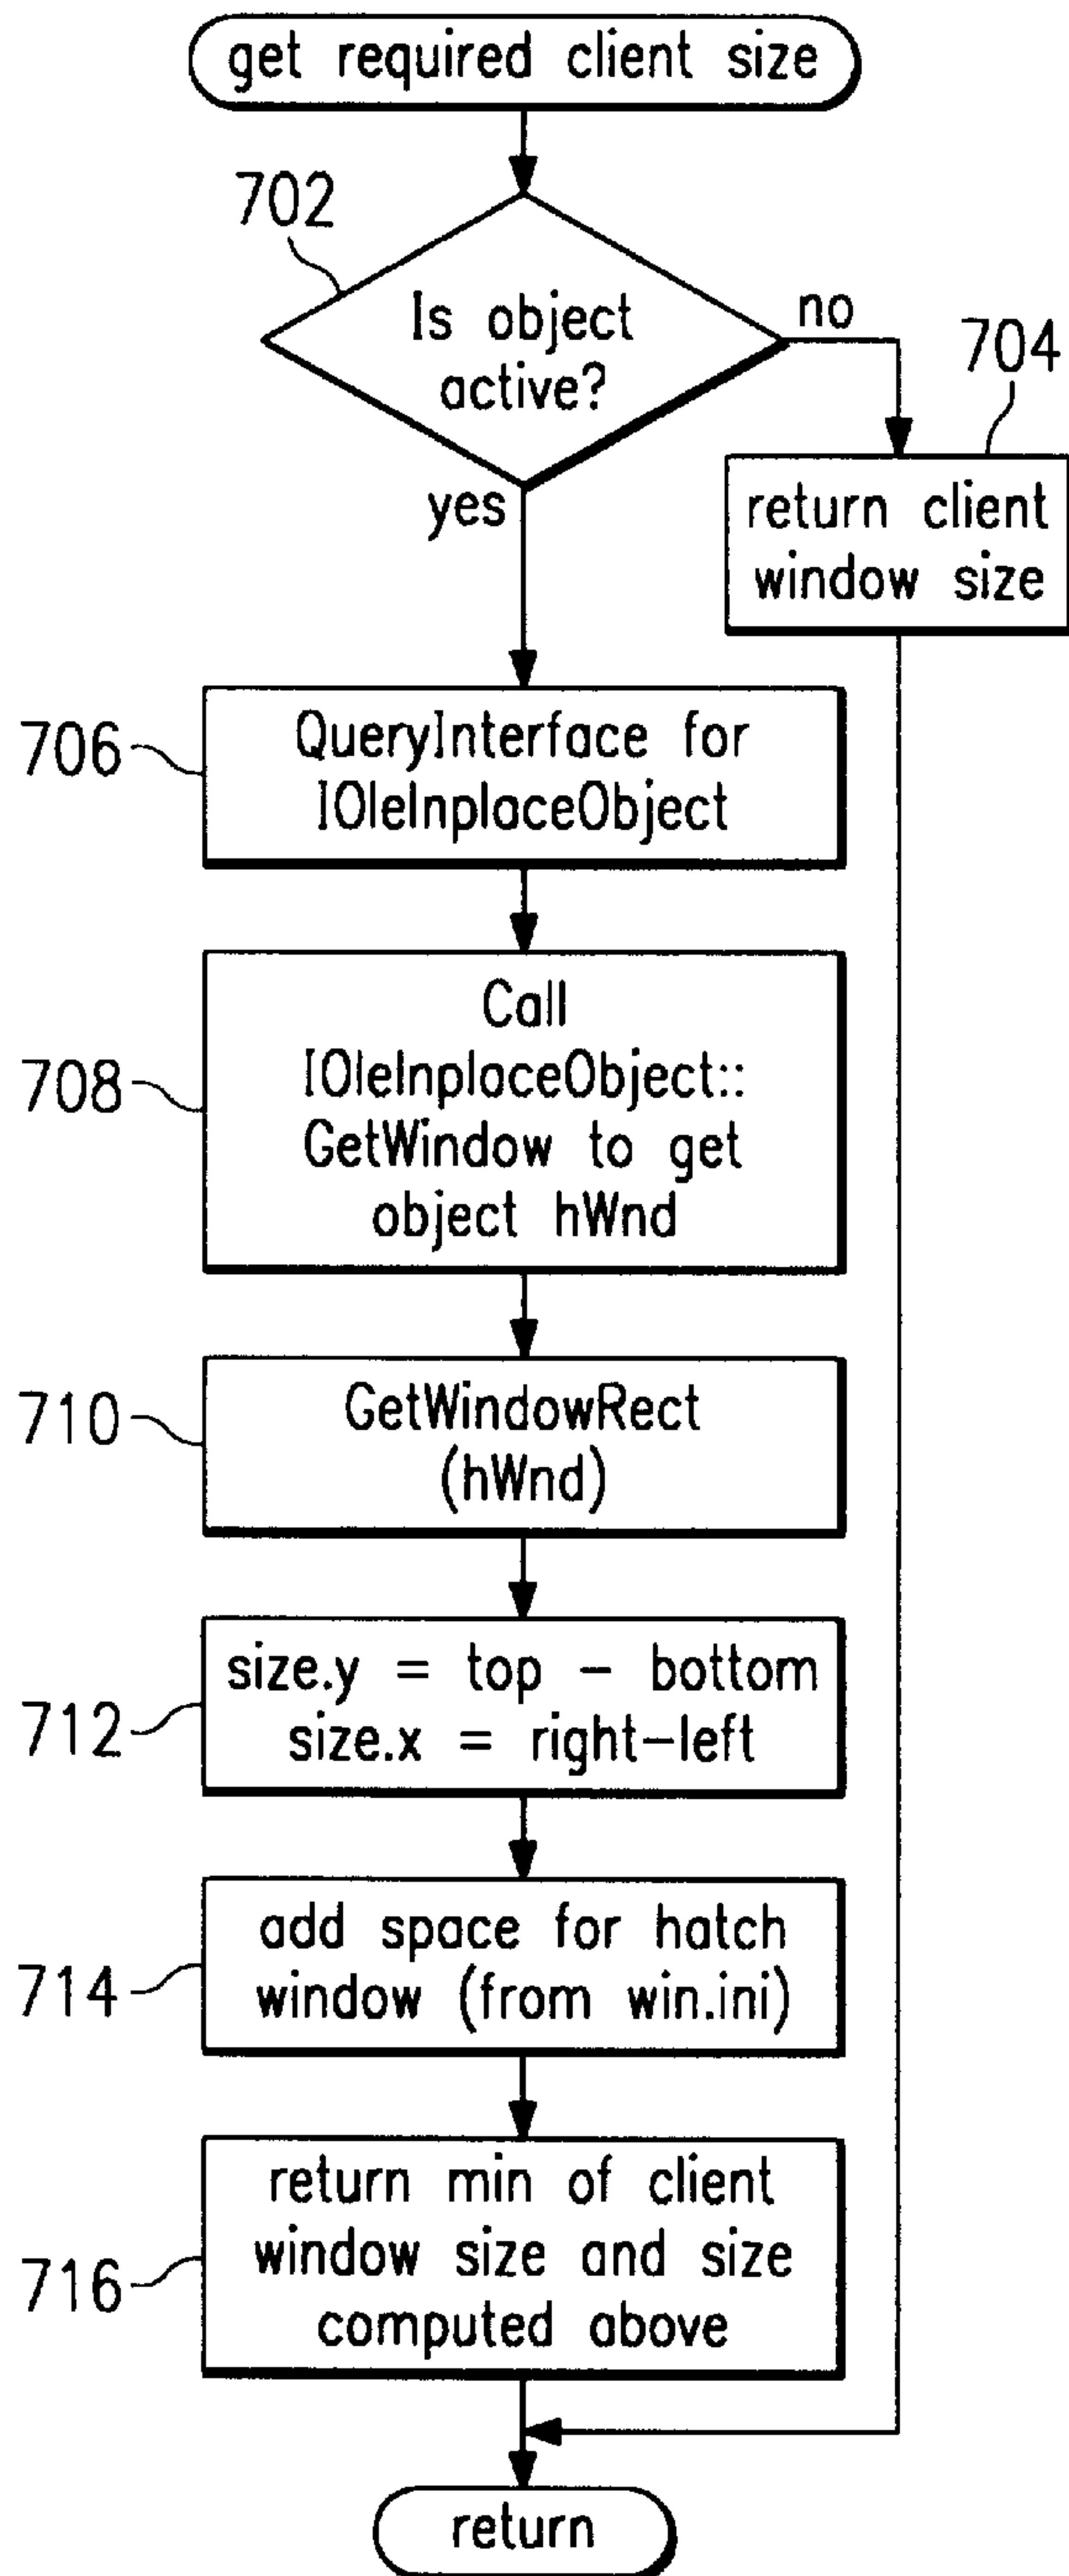 get required client size
702
Is object
active?
no
704
yes
return client
window size
706
QueryInterface for
IOleInplaceObject
708
Call
IOleInplaceObject::
GetWindow to get
object hWnd
710
GetWindowRect
(hWnd)
712
size.y = top - bottom
size.x = right-left
714
add space for hatch
window (from win.ini)
716
return min of client
window size and size
computed above
return